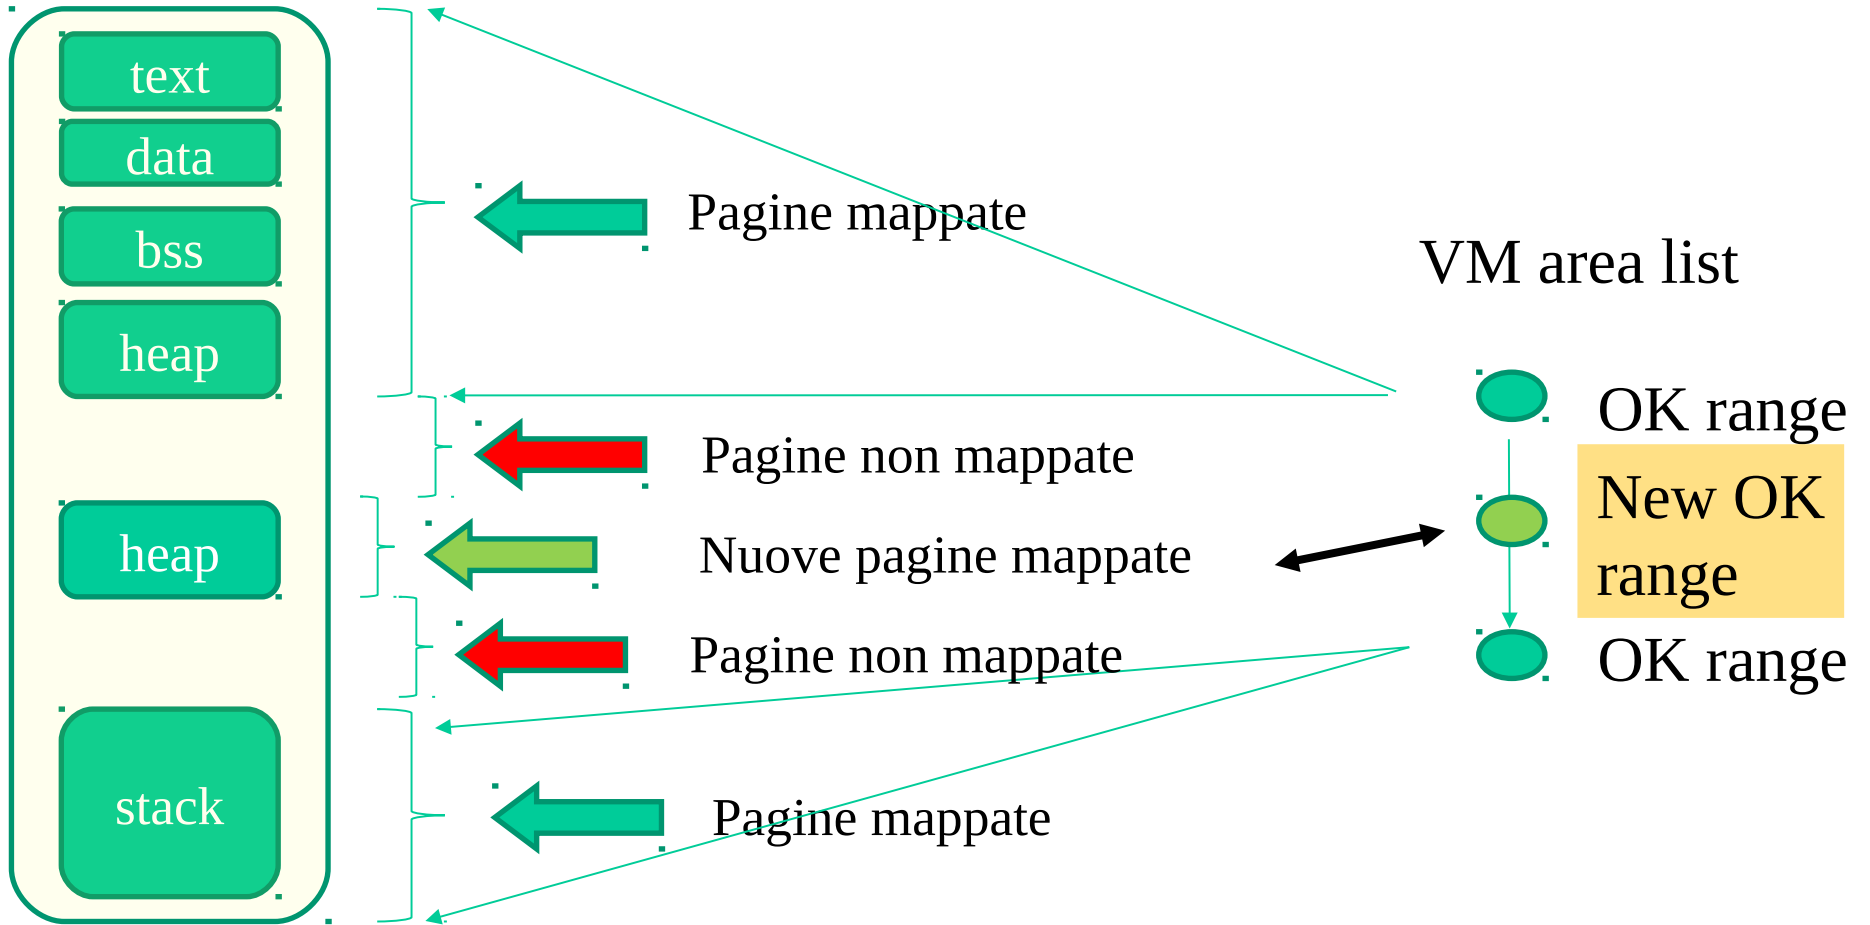 text
data
bss
heap
heap
stack
Pagine mappate
Pagine non mappate
Nuove pagine mappate
Pagine non mappate
Pagine mappate
VM area list
OK range
New OK
range
OK range